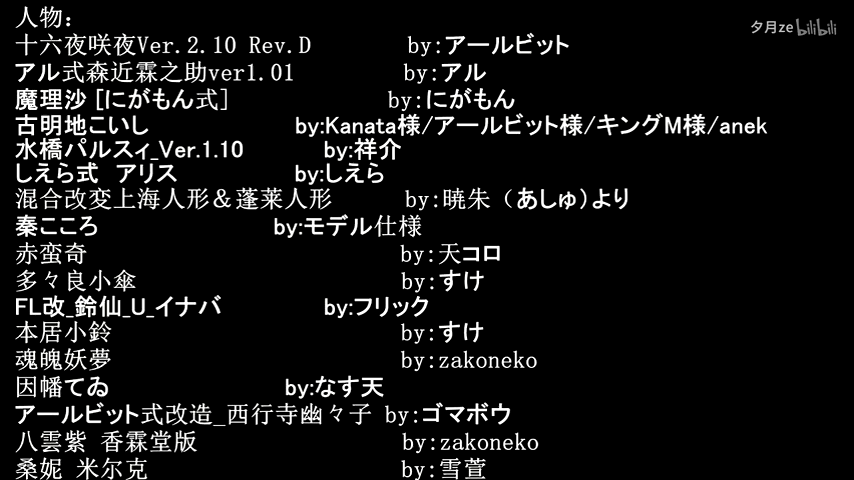 人物:
夕月ze bilibili
十六夜咲夜Ver.2.10 Rev.D by:アールビット
アル式森近霖之助ver1.01 by:アル
魔理沙 [にがもん式] by:にがもん
古明地こいし by:Kanata様/アールビット様/キングM様/anek
水橋パルスィ_Ver.1.10 by:祥介
しえら式 アリス by:しえら
混合改变上海人形＆蓬莱人形 by:暁朱（あしゅ）より
秦こころ by:モデル仕様
赤蛮奇 by:天コロ
多々良小傘 by:すけ
FL改_鈴仙_U_イナバ by:フリック
本居小鈴 by:すけ
魂魄妖夢 by:zakoneko
因幡てゐ by:なす天
アールビット式改造_西行寺幽々子 by:ゴマボウ
八雲紫 香霖堂版 by:zakoneko
桑妮 米尔克 by:雪萱